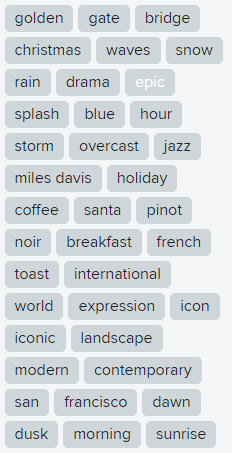 golden gate bridge
christmas waves snow
rain drama epic
splash blue hour
storm overcast jazz
miles davis holiday
coffee santa pinot
noir breakfast french
toast international
world expression icon
iconic landscape
modern contemporary
san francisco dawn
dusk morning sunrise